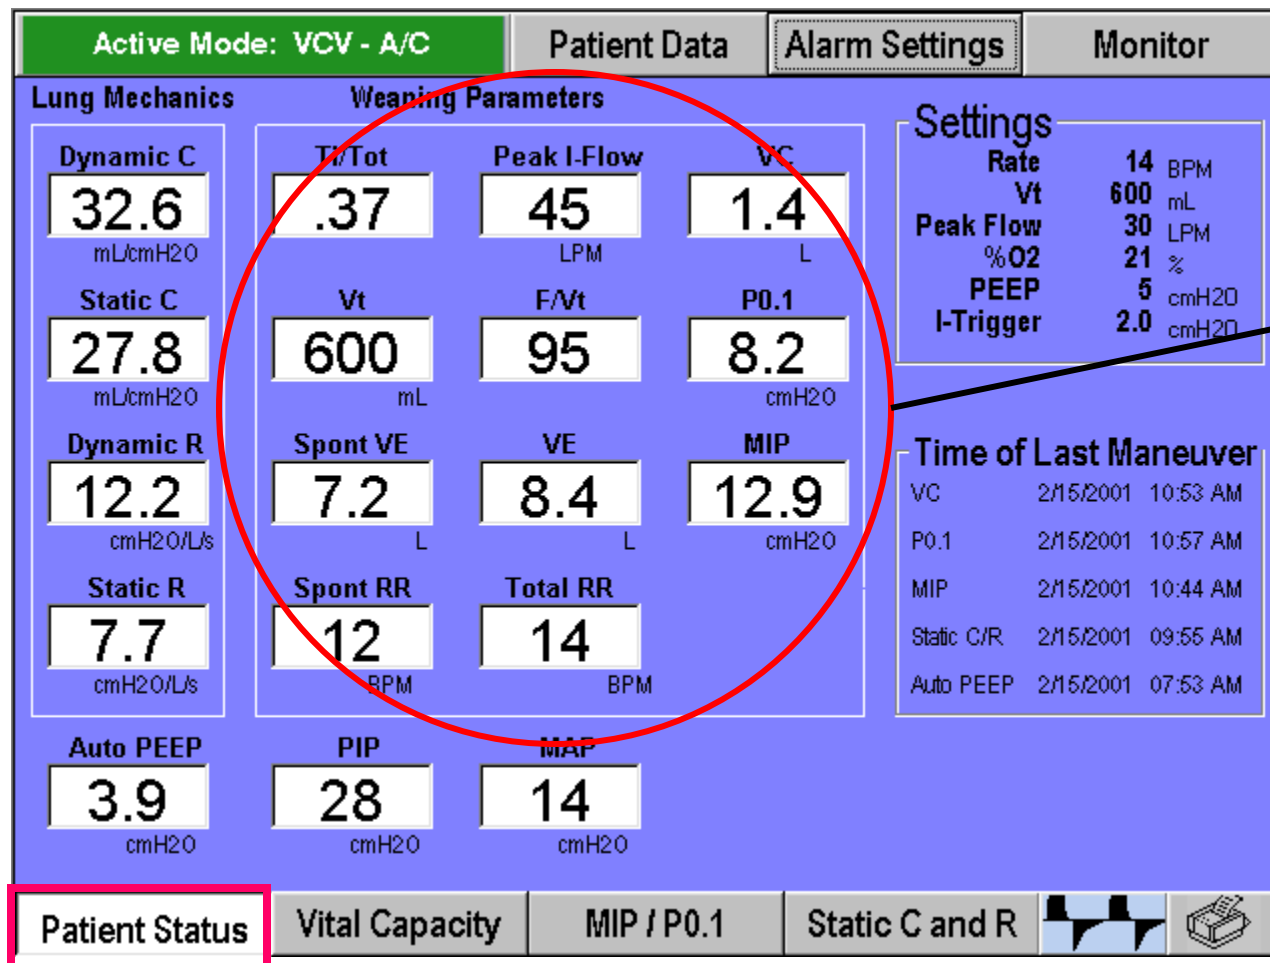 Active Mode: VCV - A/C
Patient Data
Alarm Settings
Monitor
Lung Mechanics
Weaning Parameters
Dynamic C
32.6
mL/cmH2O
Static C
27.8
mL/cmH2O
Dynamic R
12.2
cmH2O/L/s
Static R
7.7
cmH2O/L/s
Ti/Tot
.37
Peak I-Flow
45
LPM
VC
1.4
L
Vt
600
mL
F/Vt
95
P0.1
8.2
cmH2O
Spont VE
7.2
L
VE
8.4
L
MIP
12.9
cmH2O
Spont RR
12
BPM
Total RR
14
BPM
Auto PEEP
3.9
cmH2O
PIP
28
cmH2O
MAP
14
cmH2O
Settings
Rate 14 BPM
Vt 600 mL
Peak Flow 30 LPM
%O2 21 %
PEEP 5 cmH2O
I-Trigger 2.0 cmH2O
Time of Last Maneuver
VC 2/15/2001 10:53 AM
P0.1 2/15/2001 10:57 AM
MIP 2/15/2001 10:44 AM
Static C/R 2/15/2001 09:55 AM
Auto PEEP 2/15/2001 07:53 AM
Patient Status
Vital Capacity
MIP / P0.1
Static C and R